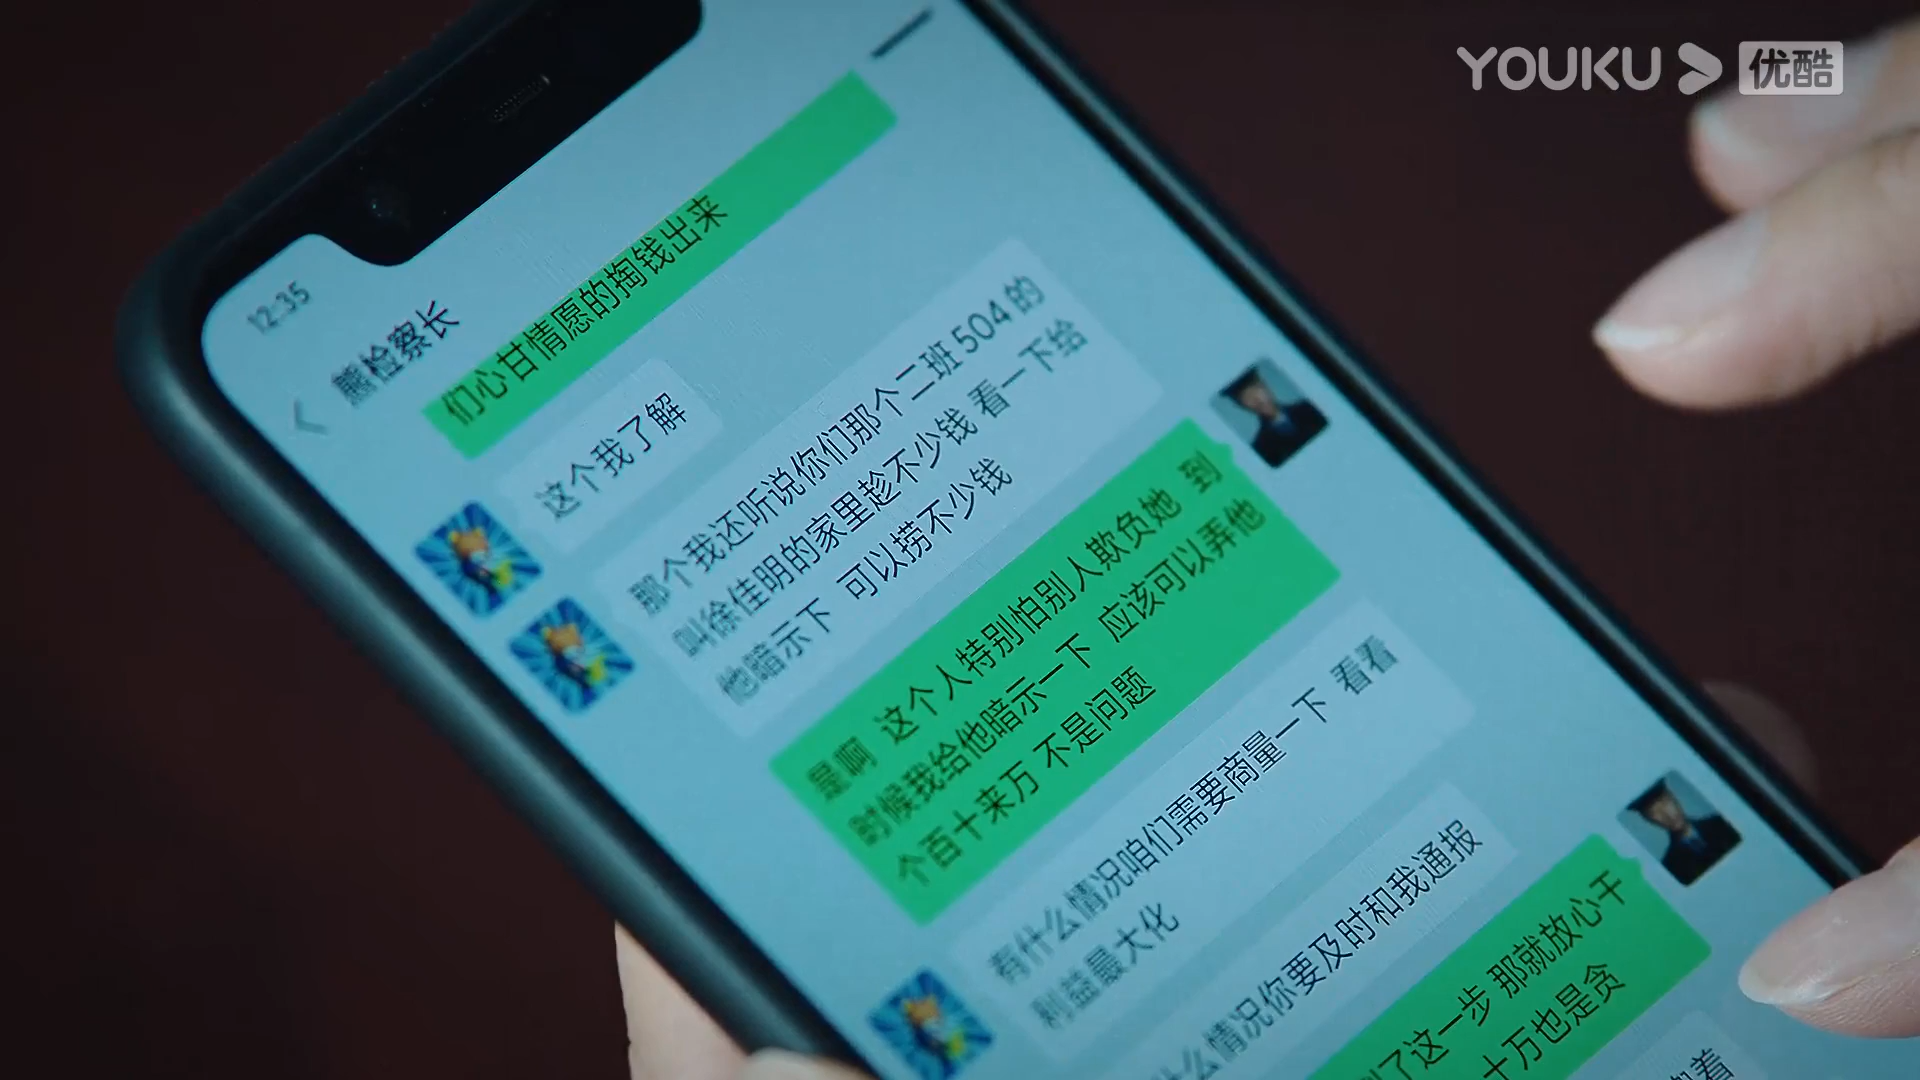 YOUKU 优酷
12:35
熊检察长
们心甘情愿的掏钱出来
这个我了解
那个我还听说你们那个二班504的
叫徐佳明的家里趁不少钱 看一下给
他暗示下 可以捞不少钱
是啊 这个人特别怕别人欺负她 到
时候我给他暗示一下 应该可以弄他
个百十来万 不是问题
有什么情况咱们需要商量一下 看看
利益最大化
么情况你要及时和我通报
了这一步 那就放心干
十万也是贪
着